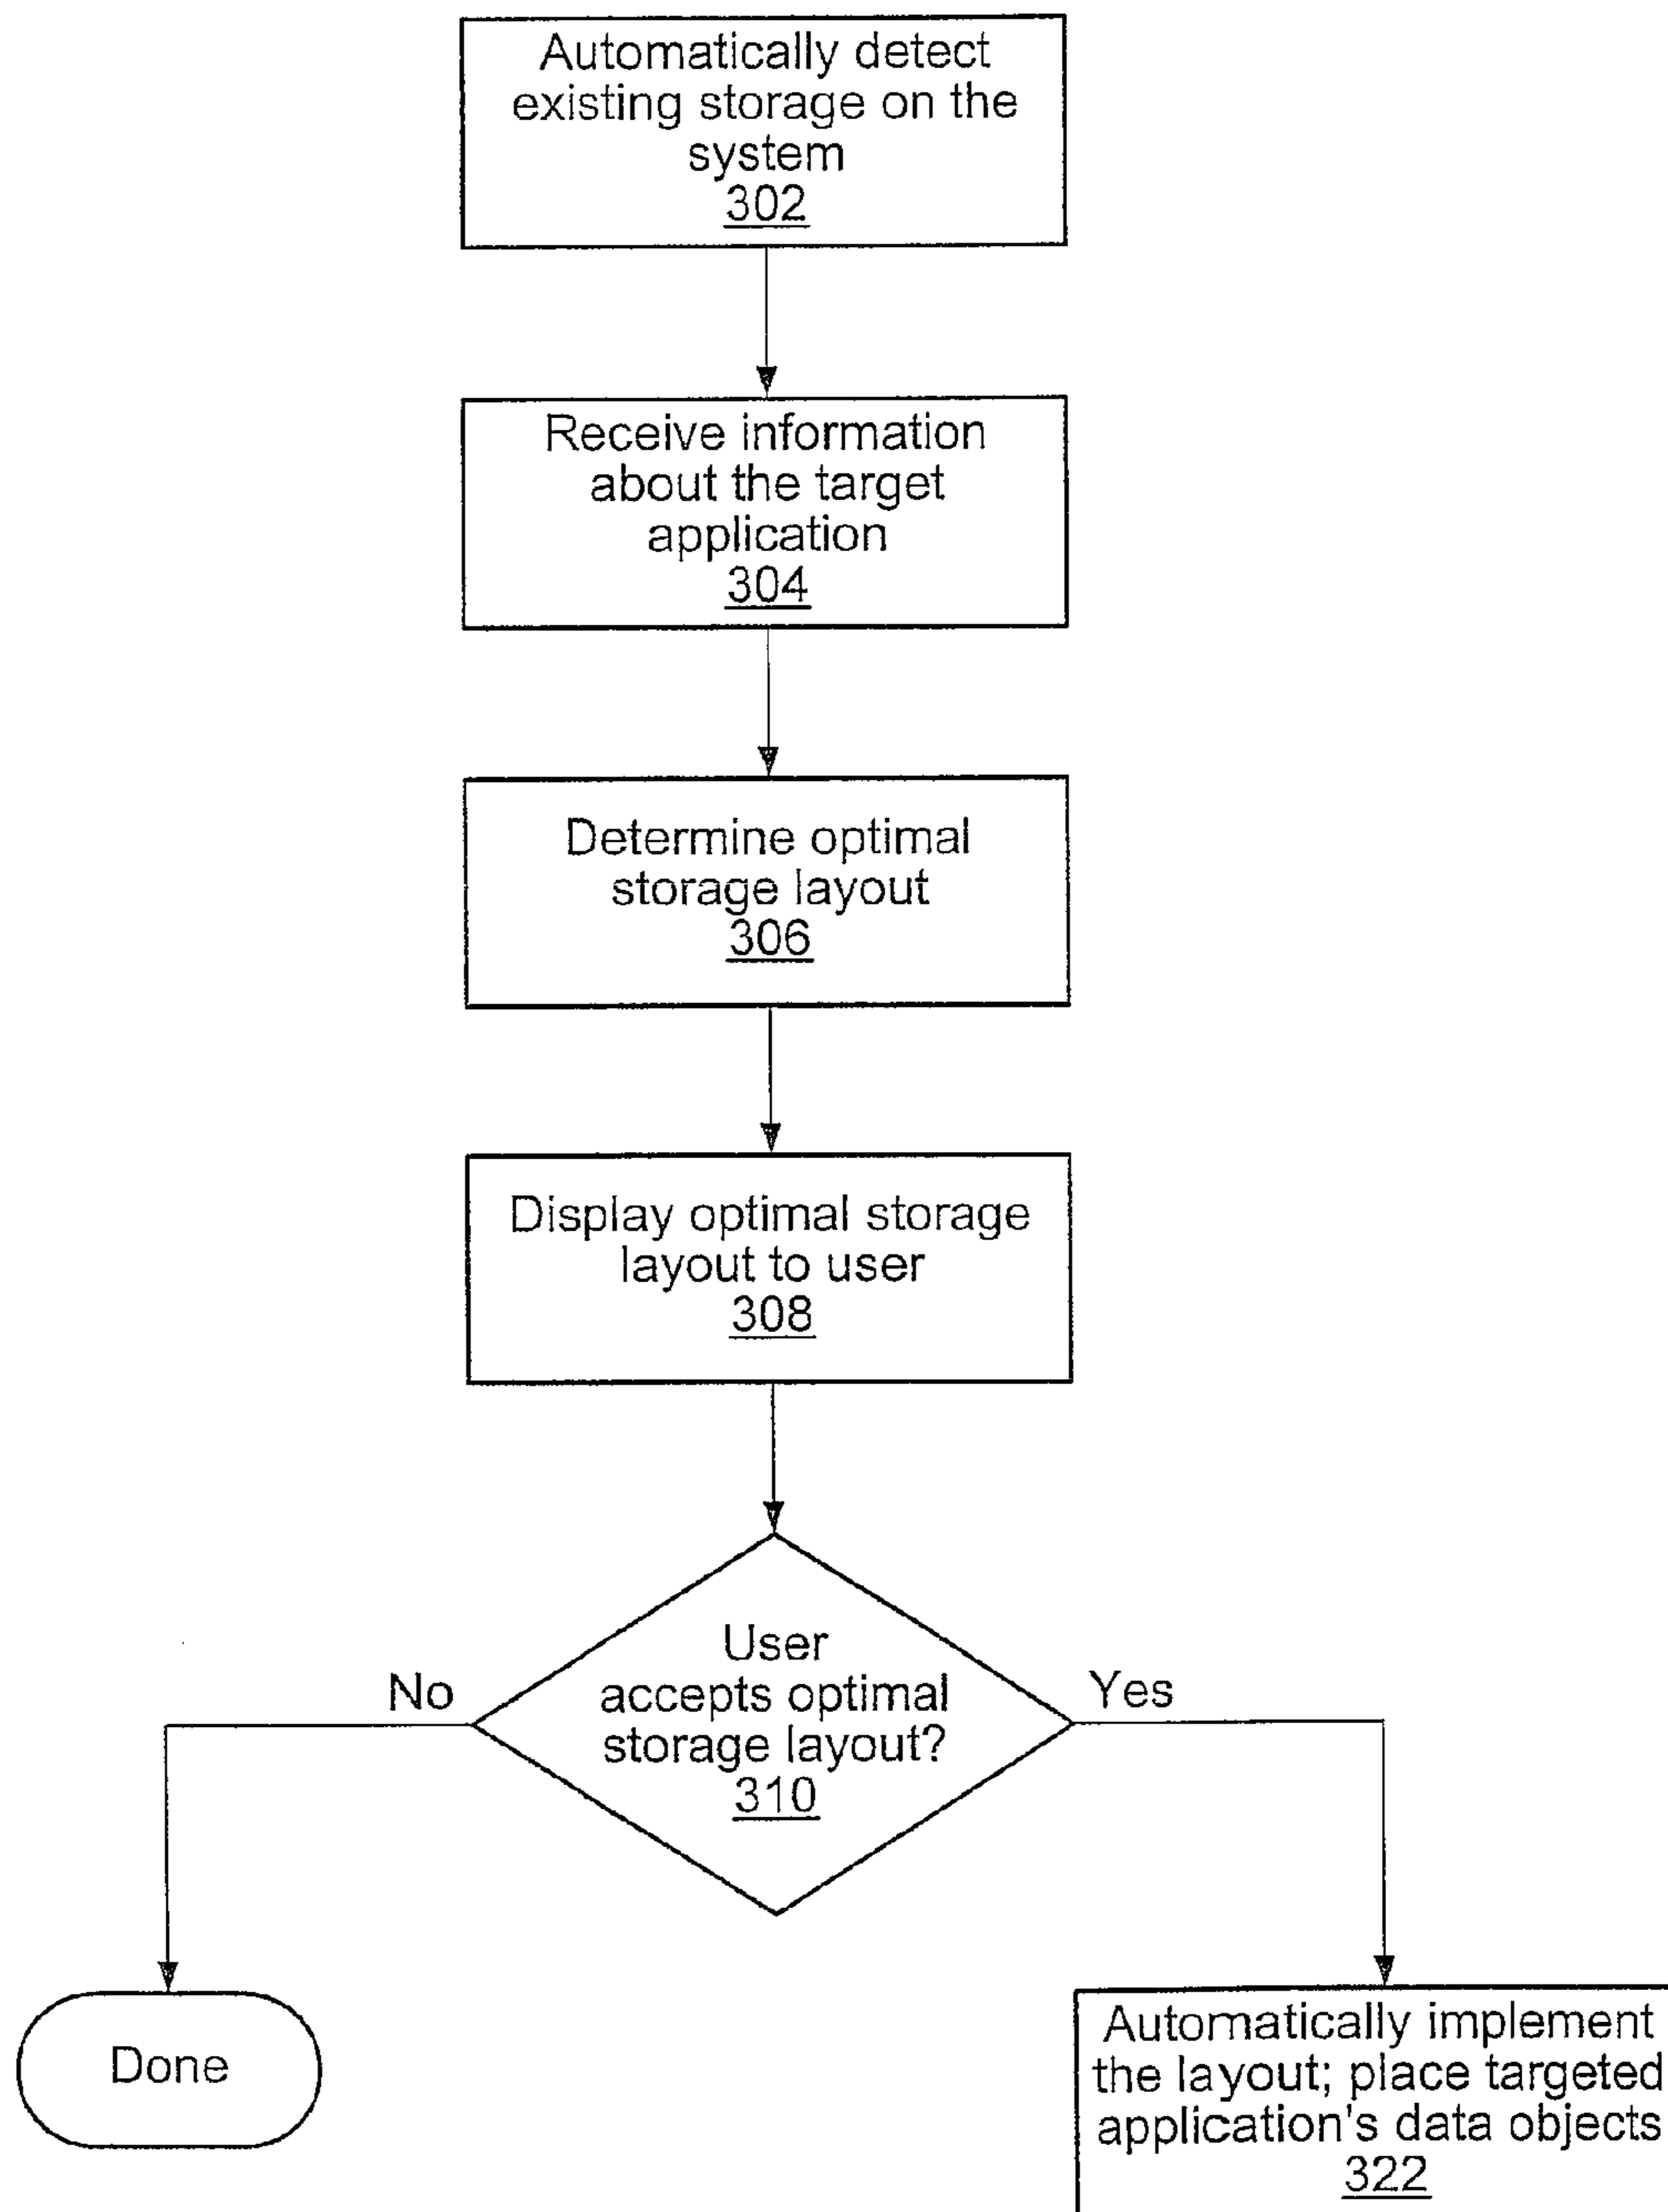 Automatically detect
existing storage on the
system
302
Receive information
about the target
application
304
Determine optimal
storage layout
306
Display optimal storage
layout to user
308
User
accepts optimal
storage layout?
310
No
Yes
Done
Automatically implement
the layout; place targeted
application's data objects
322